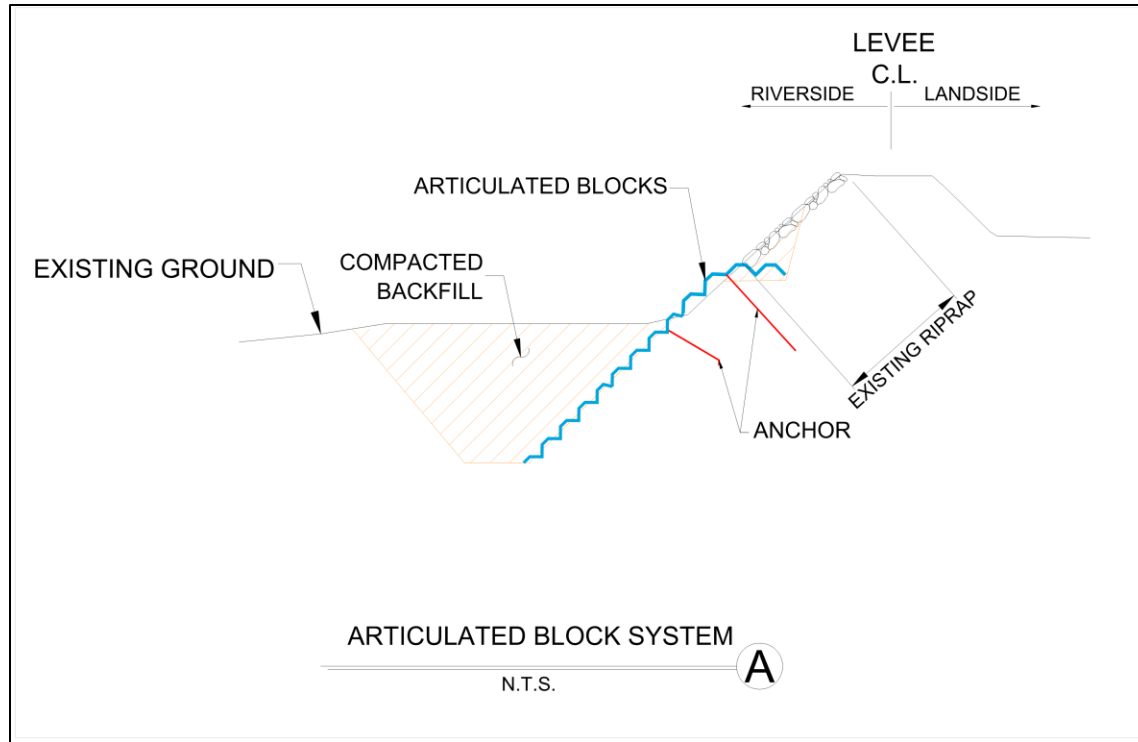 LEVEE
C.L.
RIVERSIDE
LANDSIDE
ARTICULATED BLOCKS
EXISTING GROUND
COMPACTED
BACKFILL
EXISTING RIPRAP
ANCHOR
ARTICULATED BLOCK SYSTEM
A
N.T.S.